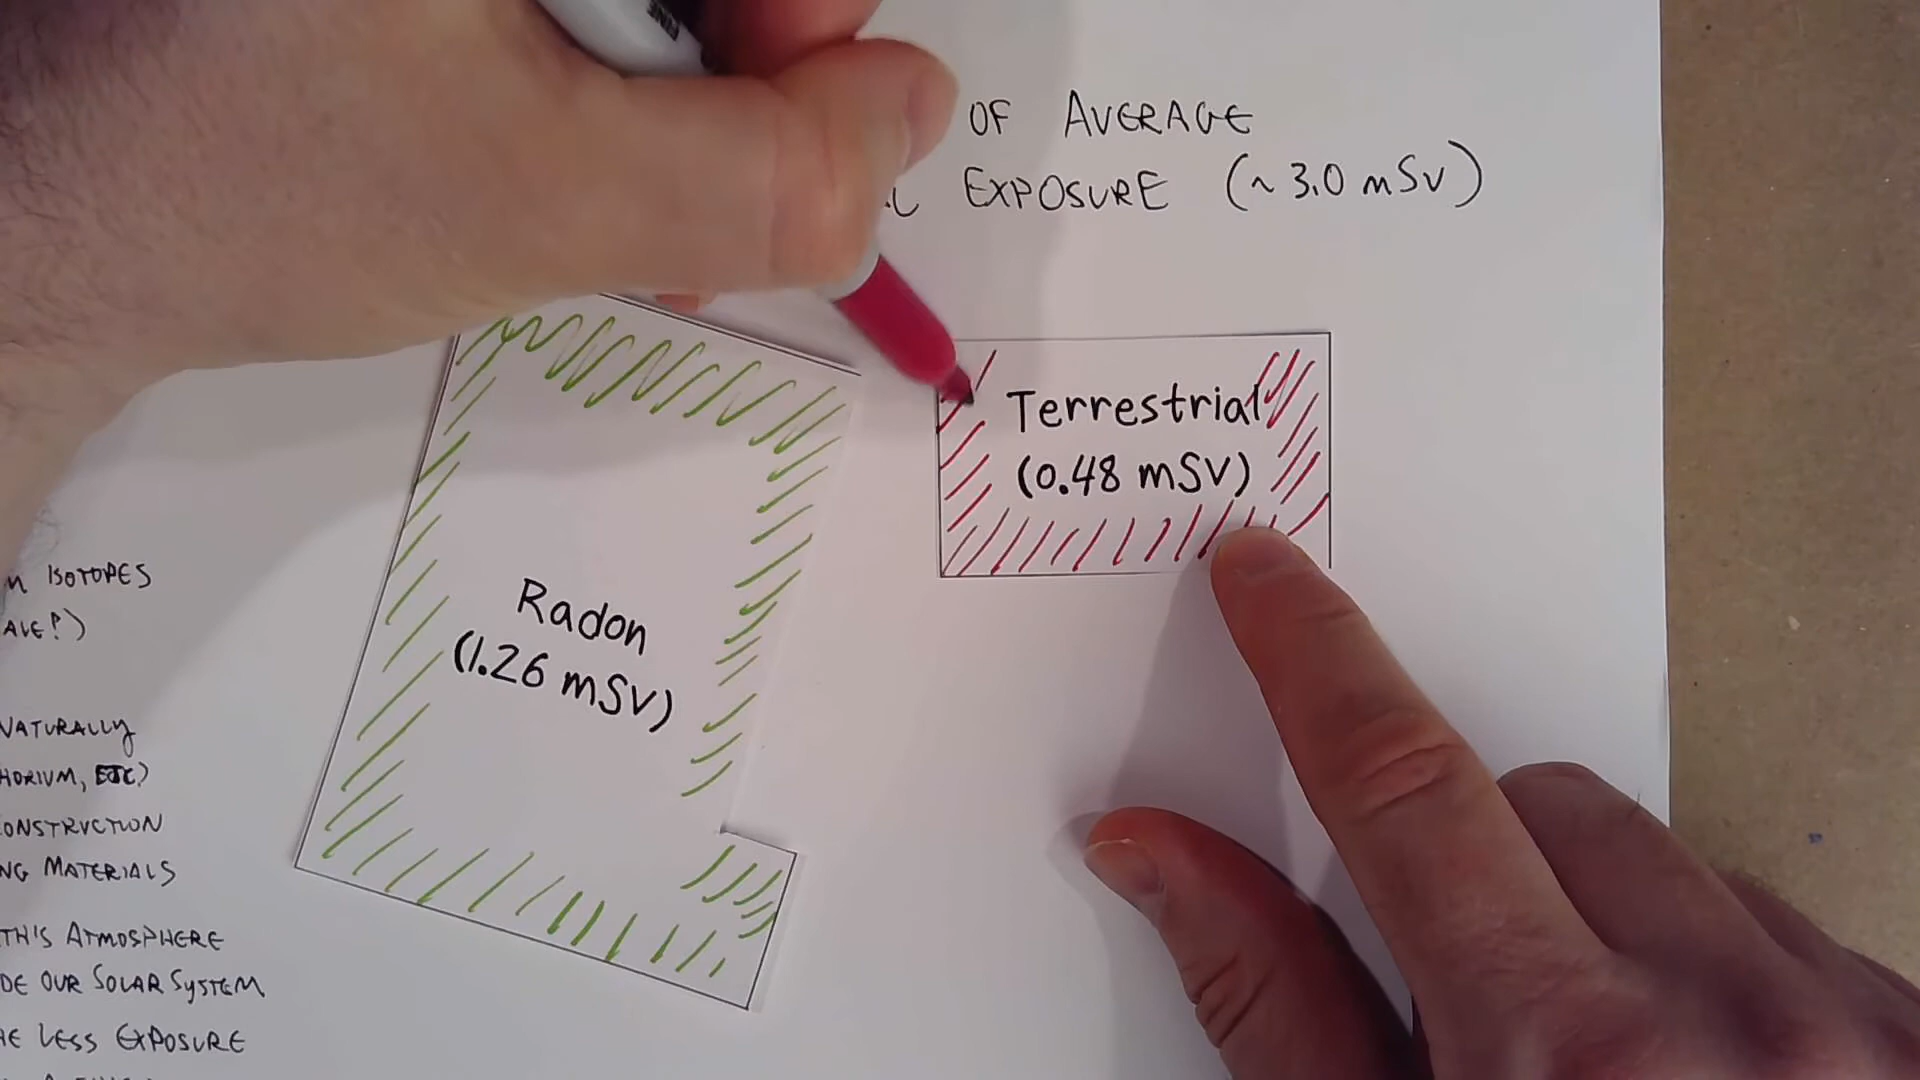 OF AVERAGE
EXPOSURE (~ 3.0 mSv)
Terrestrial
(0.48 mSV)
Radon
(1.26 mSV)
ISOTOPES
NATURALLY
ETC)
MATERIALS
ATMOSPHERE
OUR SOLAR SYSTEM
LESS EXPOSURE